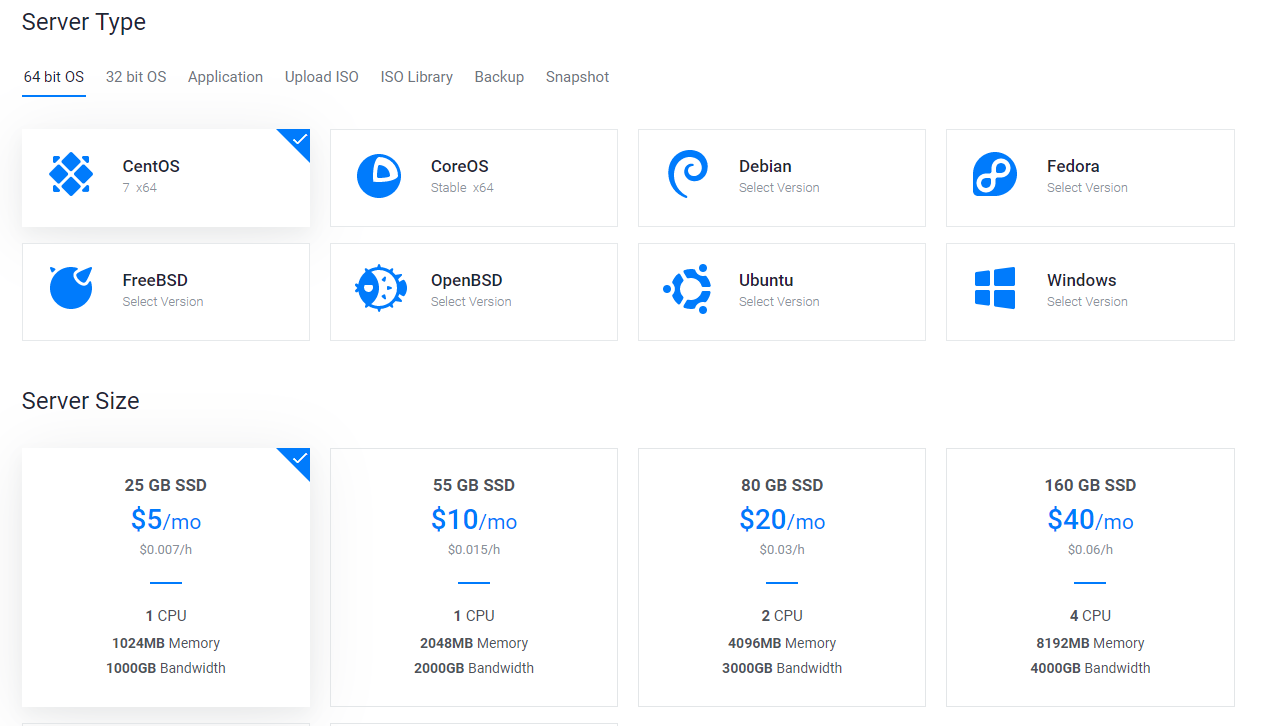 Server Type
64 bit OS 32 bit OS Application Upload ISO ISO Library Backup Snapshot
CentOS
7 x64
CoreOS
Stable x64
Debian
Select Version
Fedora
Select Version
FreeBSD
Select Version
OpenBSD
Select Version
Ubuntu
Select Version
Windows
Select Version
Server Size
25 GB SSD
$5/mo
$0.007/h
1 CPU
1024MB Memory
1000GB Bandwidth
55 GB SSD
$10/mo
$0.015/h
1 CPU
2048MB Memory
2000GB Bandwidth
80 GB SSD
$20/mo
$0.03/h
2 CPU
4096MB Memory
3000GB Bandwidth
160 GB SSD
$40/mo
$0.06/h
4 CPU
8192MB Memory
4000GB Bandwidth